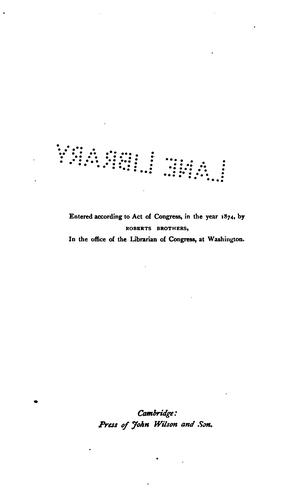 LANE LIBRARY
Entered according to Act of Congress, in the year 1874, by
ROBERTS BROTHERS,
In the office of the Librarian of Congress, at Washington.
Cambridge:
Press of John Wilson and Son.